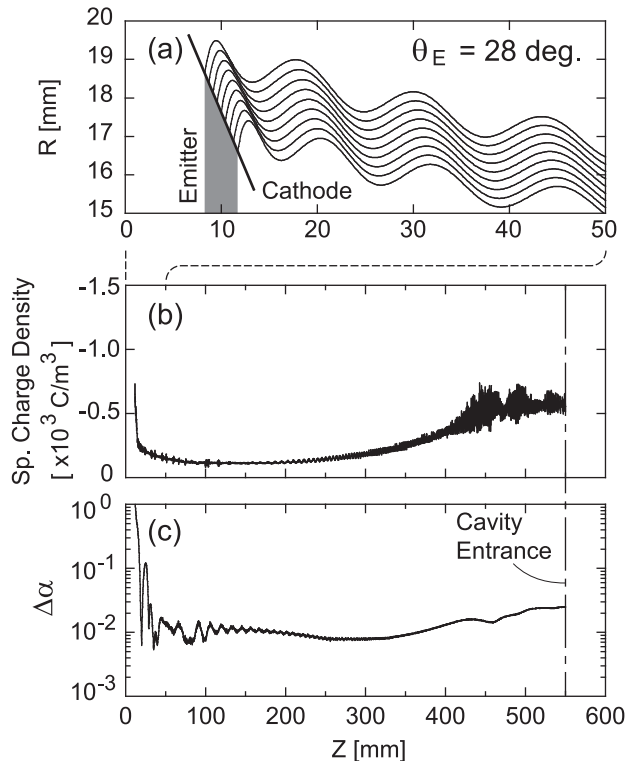 (a)
θE = 28 deg.
R [mm]
20
19
18
17
16
15
Emitter
Cathode
0 10 20 30 40 50
(b)
Sp. Charge Density
[ x10³ C/m³ ]
-1.5
-1.0
-0.5
0
(c)
Δα
10⁰
10⁻¹
10⁻²
10⁻³
Cavity
Entrance
0 100 200 300 400 500 600
Z [mm]